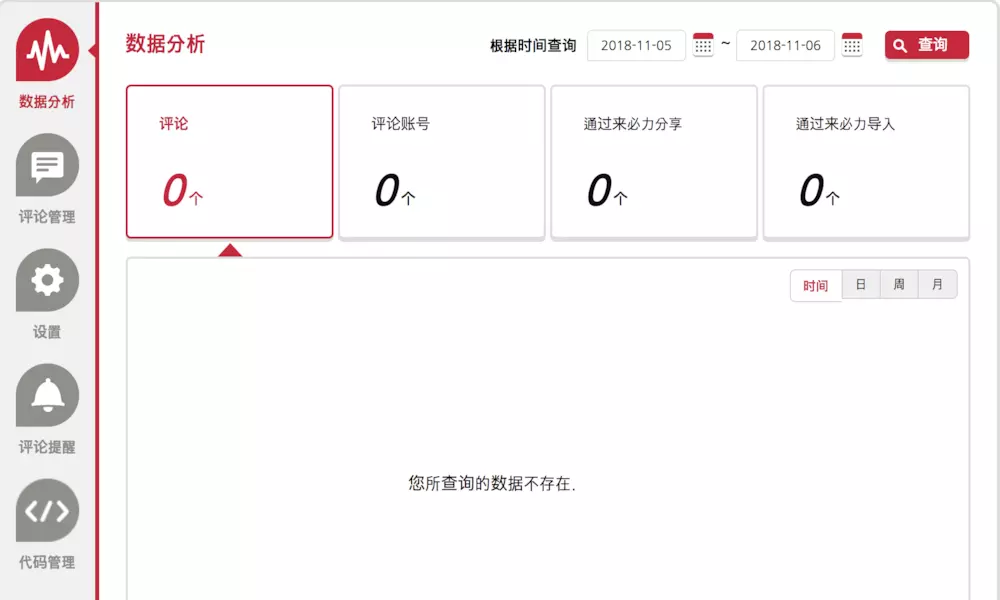 数据分析
评论管理
设置
评论提醒
代码管理
数据分析
根据时间查询 2018-11-05 ~ 2018-11-06 查询
评论 评论账号 通过来必力分享 通过来必力导入
0个 0个 0个 0个
时间 日 周 月
您所查询的数据不存在.